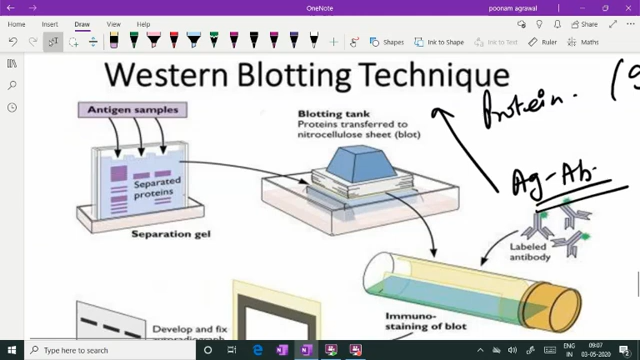 OneNote
poonam agrawal
Home
Insert
Draw
View
Help
Share
Shapes
Ink to Shape
Ink to Text
Ruler
Maths
Western Blotting Technique
Protein.
Antigen samples
Blotting tank
Proteins transferred to
nitrocellulose sheet (blot)
Separated
proteins
Ag-Ab-
Separation gel
Labeled
antibody
Immuno-
staining of blot
Develop and fix
Type here to search
ENG
09:07
03-05-2020